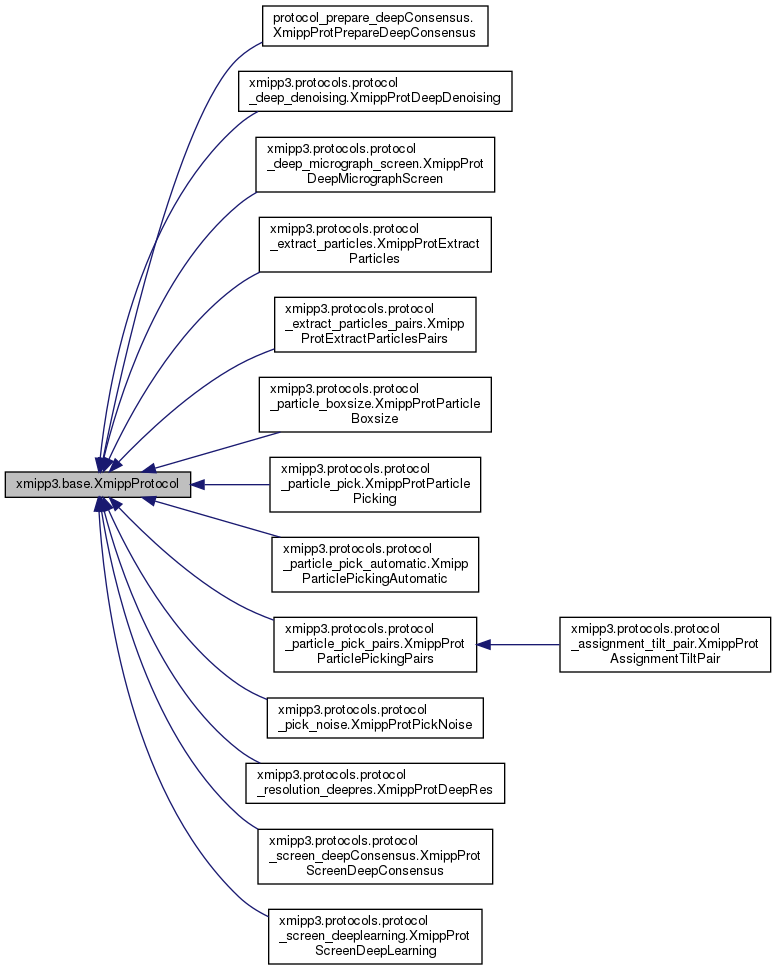 protocol_prepare_deepConsensus.
XmippProtPrepareDeepConsensus
xmipp3.protocols.protocol
_deep_denoising.XmippProtDeepDenoising
xmipp3.protocols.protocol
_deep_micrograph_screen.XmippProt
DeepMicrographScreen
xmipp3.protocols.protocol
_extract_particles.XmippProtExtract
Particles
xmipp3.protocols.protocol
_extract_particles_pairs.Xmipp
ProtExtractParticlesPairs
xmipp3.protocols.protocol
_particle_boxsize.XmippProtParticle
Boxsize
xmipp3.base.XmippProtocol
xmipp3.protocols.protocol
_particle_pick.XmippProtParticle
Picking
xmipp3.protocols.protocol
_particle_pick_automatic.Xmipp
ParticlePickingAutomatic
xmipp3.protocols.protocol
_particle_pick_pairs.XmippProt
ParticlePickingPairs
xmipp3.protocols.protocol
_assignment_tilt_pair.XmippProt
AssignmentTiltPair
xmipp3.protocols.protocol
_pick_noise.XmippProtPickNoise
xmipp3.protocols.protocol
_resolution_deepres.XmippProtDeepRes
xmipp3.protocols.protocol
_screen_deepConsensus.XmippProt
ScreenDeepConsensus
xmipp3.protocols.protocol
_screen_deeplearning.XmippProt
ScreenDeepLearning